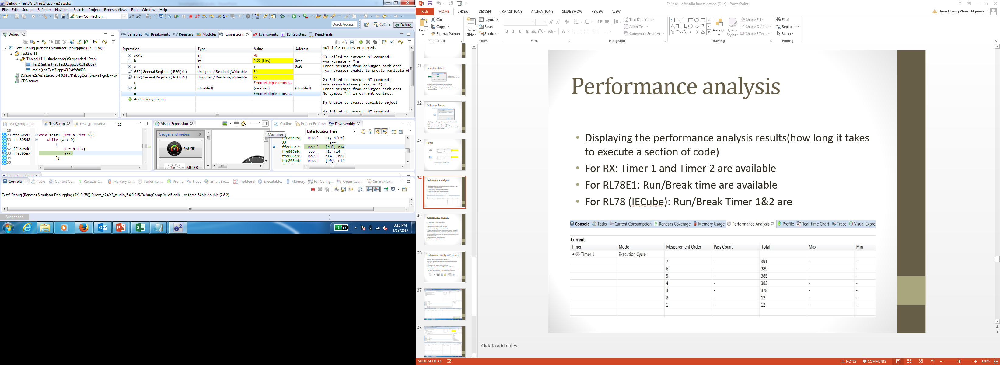 Debug - Test3/src/Test3.cpp - e2 studio
File Edit Source Refactor Navigate Search Project Renesas Views Run Window Help
New Connection...
Quick Access C/C++ Debug
Debug
Test3 Debug [Renesas Simulator Debugging (RX, RL78)]
Test3.x [1]
Thread #1 1 (single core) (Suspended : Step)
Test1(int, int) at Test3.cpp:33 0xffe805e7
main() at Test3.cpp:43 0xffe80608
D:/exe_e2s/e2_studio_5.4.0.015/DebugComp/rx-elf-gdb --rx-
GDB server
(x)= Variables Breakpoints Registers Modules Expressions Eventpoints IO Registers Peripherals
Expression Type Value Address
(x)= a-5*3 int -8
(x)= b int 0x22 (Hex) 0xec
(x)= a int 7 0xe8
GRP( General Registers ).REG( r1 ) Unsigned / Readable,Writeable 34
GRP( General Registers ).REG( r5 ) Unsigned / Readable,Writeable 27
c Error: Multiple errors r...
d (disabled) (disabled) (disabled)
n Error: Multiple errors r...
Add new expression
Multiple errors reported.
1) Failed to execute MI command:
-var-create - * n
Error message from debugger back end:
-var-create: unable to create variable ob
2) Failed to execute MI command:
-data-evaluate-expression &(n)
Error message from debugger back end:
No symbol "n" in current context.
3) Unable to create variable object
4) Failed to execute MI command:
reset_program.c Test3.cpp reset_program.c »20
28
29 ffe805d2 void Test1 (int a, int b){
30 ffe805d8 while (a > 0)
31 {
32 ffe805de b = b + a;
33 ffe805e7 a--;
34 };
35
Visual Expression
Gauges and meters
GAUGE
METER
Maximize
Outline Project Explorer Disassembly
Enter location here
ffe805e5: mov.l r1, 4[r0]
33 a--;
ffe805e7: mov.l [r0], r14
ffe805e9: sub #1, r14
ffe805eb: mov.l r14, [r0]
ffe805ed: mov.l [r0], r14
Real-time Chart
Console Tasks Current Co... Renesas C... Memory Us... Performan... Profile Trace Smart Bro... Problems Executables Memory FIT Config... Optimizati... Smart Man...
Test3 Debug [Renesas Simulator Debugging (RX, RL78)] D:/exe_e2s/e2_studio_5.4.0.015/DebugComp/rx-elf-gdb --rx-force-64bit-double (7.8.2)
Suspended
(1:43)
3:15 PM
4/13/2017
Eclipse – e2studio Investigation (Duc) - PowerPoint
FILE HOME INSERT DESIGN TRANSITIONS ANIMATIONS SLIDE SHOW REVIEW VIEW
Diem Hoang Pham. Nguyen
Paste
Cut
Copy
Format Painter
Clipboard
New Slide
Layout
Reset
Section
Slides
Font
Text Direction
Align Text
Convert to SmartArt
Paragraph
Arrange
Quick Styles
Shape Fill
Shape Outline
Shape Effects
Drawing
Find
Replace
Select
Editing
31
Indicators-Label
32
Indicators-Image
33
Demo
34
Performance analysis
35
Performance analysis
36
Performance analysis-Features
37
38
Performance analysis
• Displaying the performance analysis results(how long it takes
to execute a section of code)
• For RX: Timer 1 and Timer 2 are available
• For RL78E1: Run/Break time are available
• For RL78 (IECube): Run/Break Timer 1&2 are
Console Tasks Current Consumption Renesas Coverage Memory Usage Performance Analysis Profile Real-time Chart Trace Visual Expre
Current
Timer Mode Measurement Order Pass Count Total Max Min
Timer 1 Execution Cycle
7 - 391 - -
6 - 389 - -
5 - 385 - -
4 - 383 - -
3 - 378 - -
2 - 12 - -
1 - 12 - -
Click to add notes
SLIDE 34 OF 43
NOTES COMMENTS 130%